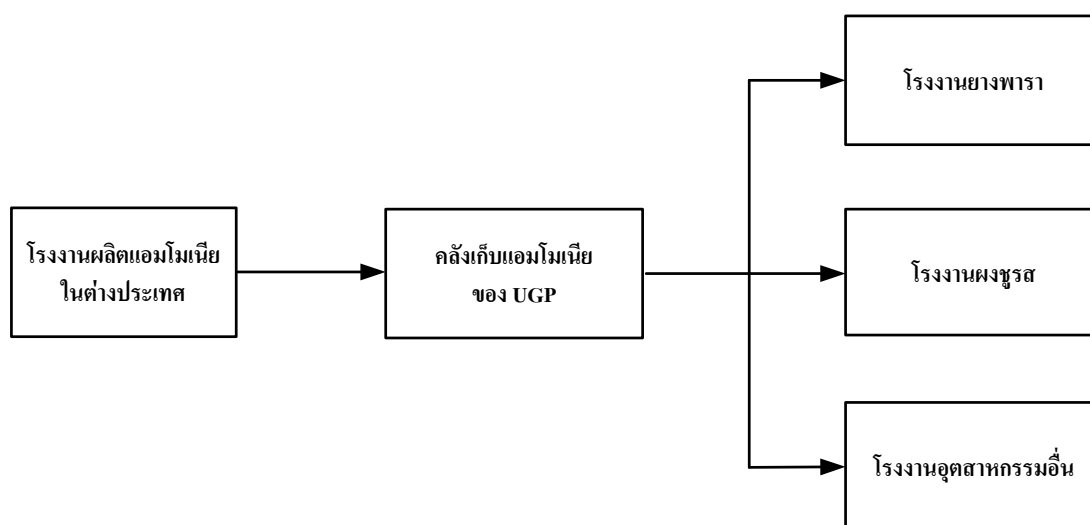 โรงงานยางพารา
โรงงานผลิตแอมโมเนีย
ในต่างประเทศ
คลังเก็บแอมโมเนีย
ของ UGP
โรงงานผงชูรส
โรงงานอุตสาหกรรมอื่น